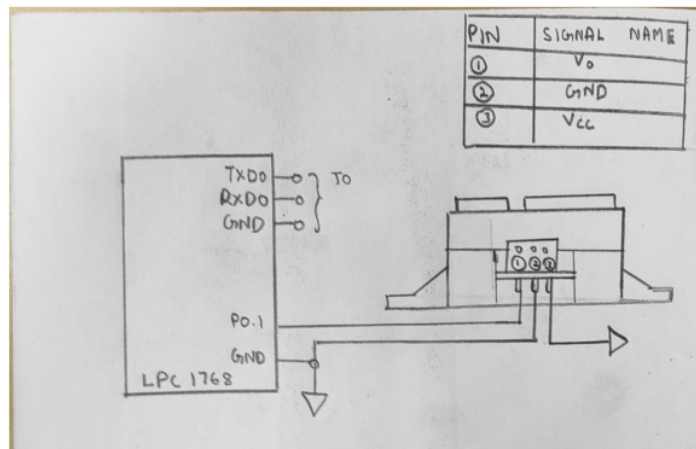 PIN SIGNAL NAME
① Vo
② GND
③ Vcc
TXD0
RXD0
GND
TO
P0.1
GND
LPC 1768
① ② ③